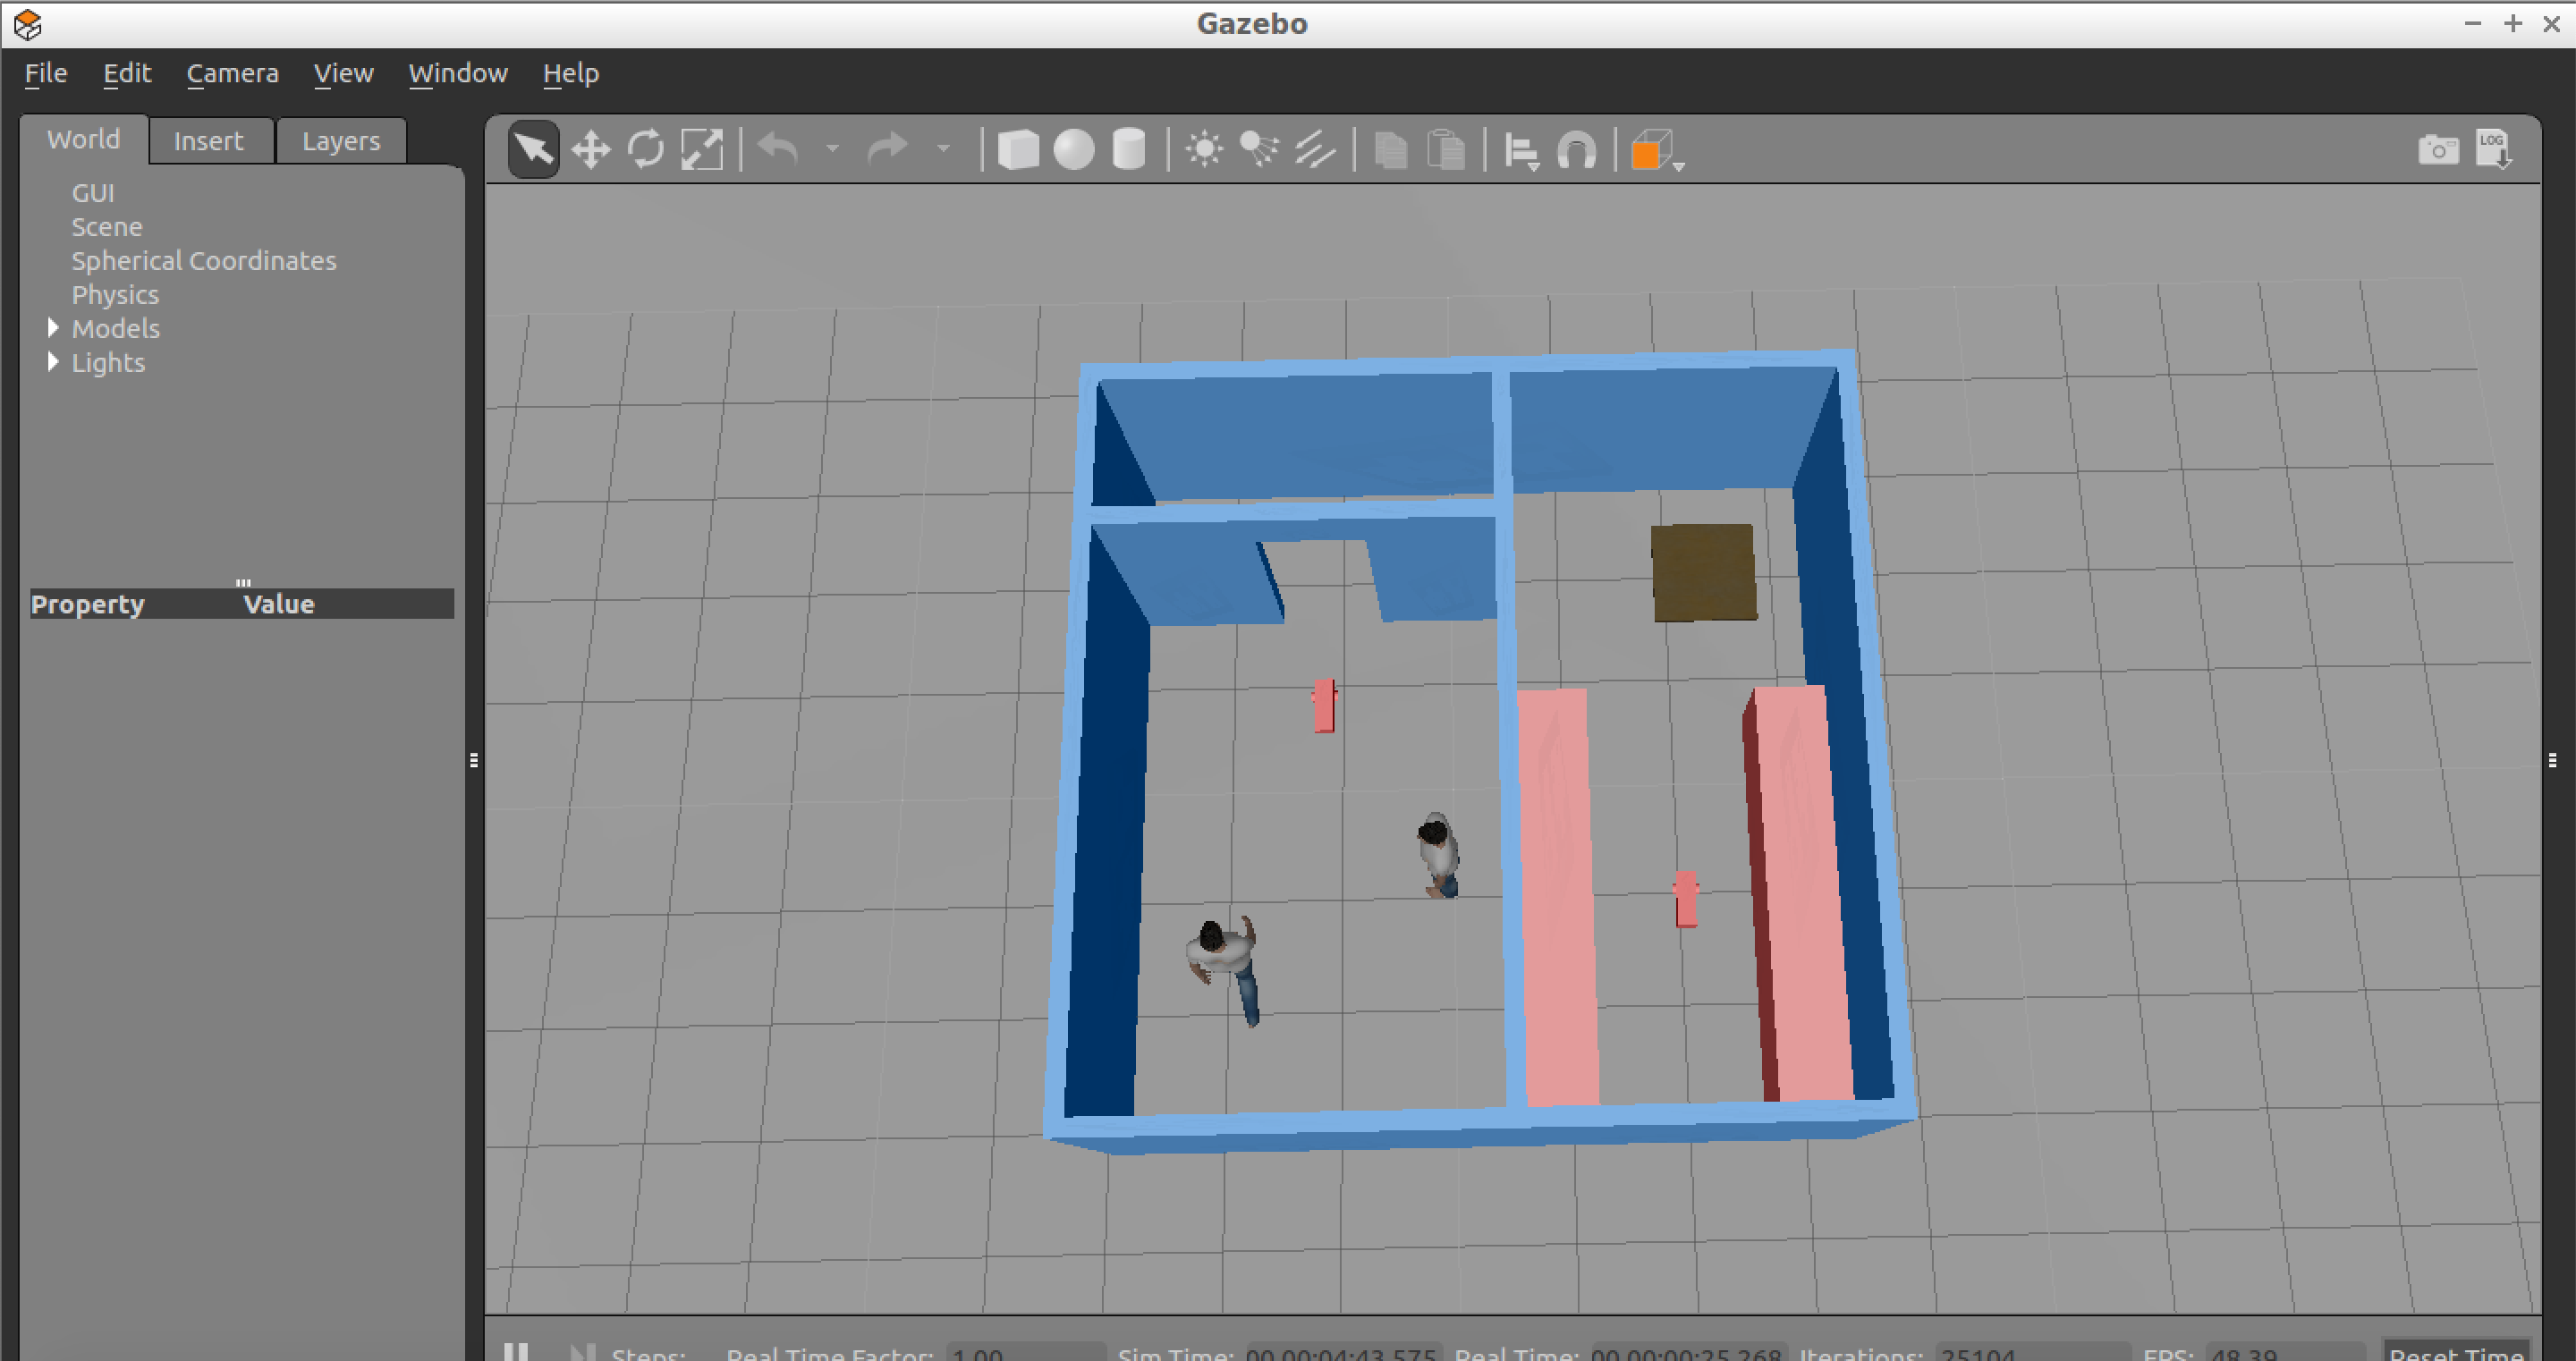 Gazebo
File Edit Camera View Window Help
World Insert Layers
LOG
GUI
Scene
Spherical Coordinates
Physics
Models
Lights
Property Value
Steps: Real Time Factor: 1.00 Sim Time: 00 00:04:43.575 Real Time: 00 00:00:25.268 Iterations: 25104 FPS: 48.39 Reset Time